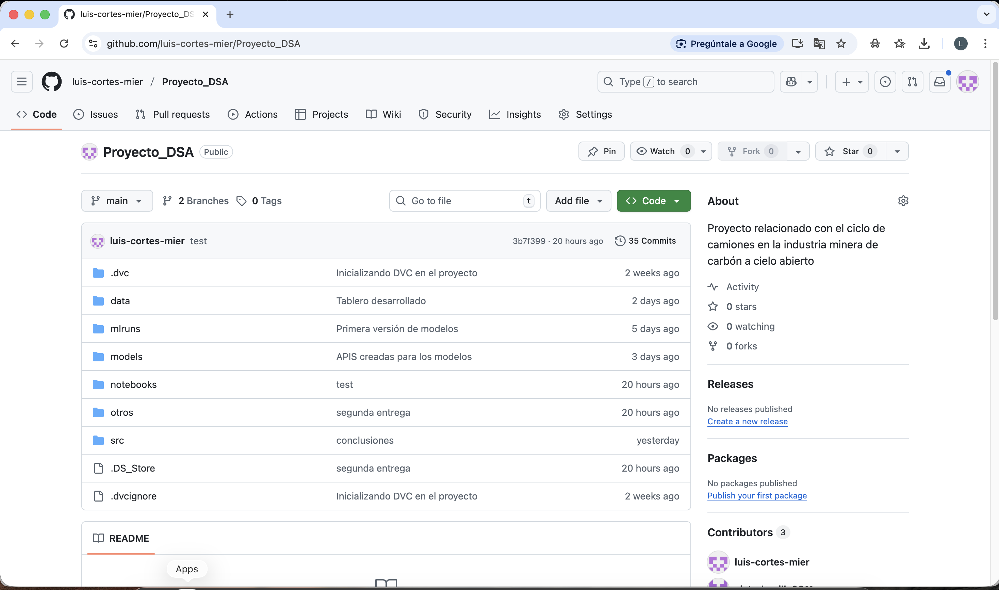 luis-cortes-mier/Proyecto_DS
github.com/luis-cortes-mier/Proyecto_DSA
Pregúntale a Google
L
luis-cortes-mier / Proyecto_DSA
Type / to search
Code Issues Pull requests Actions Projects Wiki Security Insights Settings
Proyecto_DSA Public
Pin Watch 0 Fork 0 Star 0
main 2 Branches 0 Tags
Go to file t
Add file
Code
luis-cortes-mier test 3b7f399 · 20 hours ago 35 Commits
.dvc Inicializando DVC en el proyecto 2 weeks ago
data Tablero desarrollado 2 days ago
mlruns Primera versión de modelos 5 days ago
models APIS creadas para los modelos 3 days ago
notebooks test 20 hours ago
otros segunda entrega 20 hours ago
src conclusiones yesterday
.DS_Store segunda entrega 20 hours ago
.dvcignore Inicializando DVC en el proyecto 2 weeks ago
README
Apps
About
Proyecto relacionado con el ciclo de
camiones en la industria minera de
carbón a cielo abierto
Activity
0 stars
0 watching
0 forks
Releases
No releases published
Create a new release
Packages
No packages published
Publish your first package
Contributors 3
luis-cortes-mier